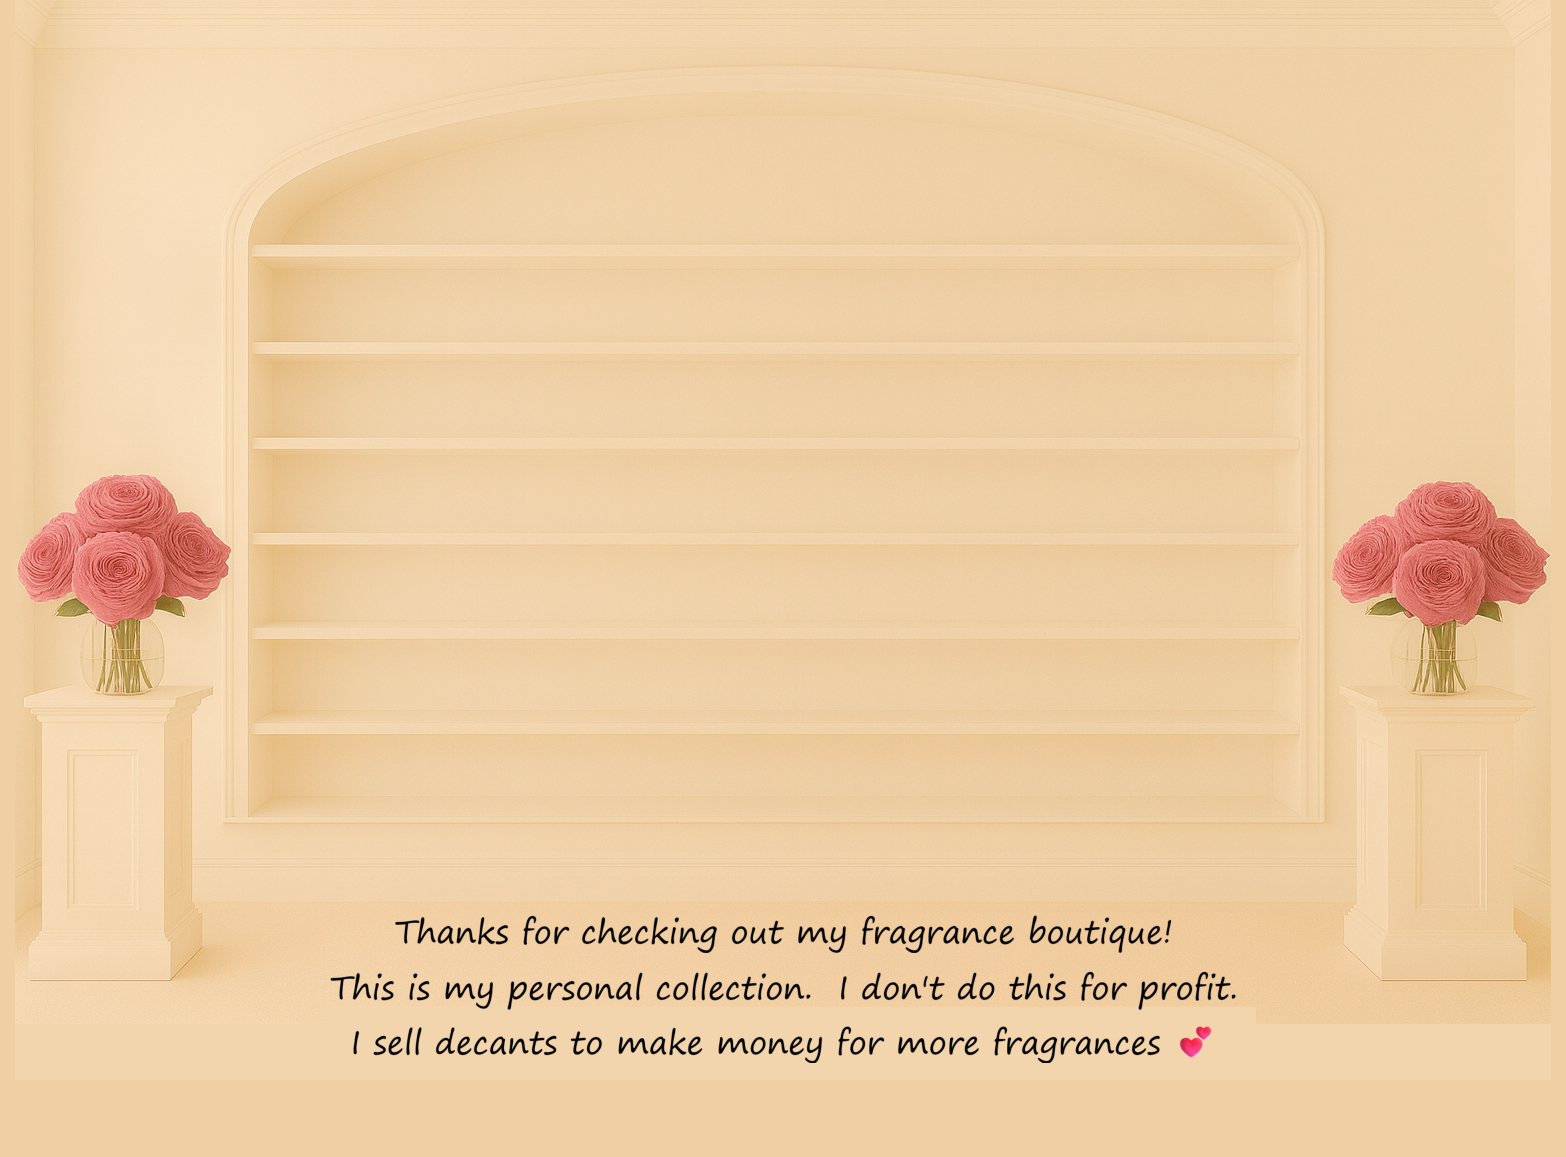 Thanks for checking out my fragrance boutique!
This is my personal collection.  I don't do this for profit.
I sell decants to make money for more fragrances 💕